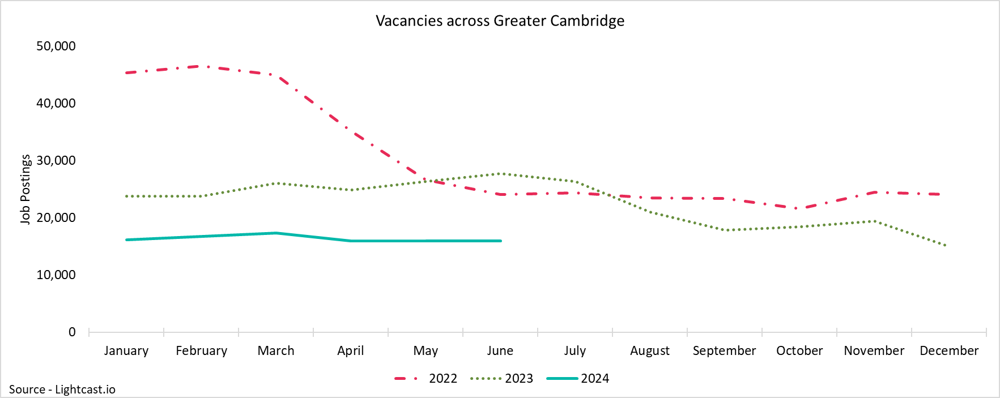 Vacancies across Greater Cambridge
50,000
40,000
30,000
20,000
10,000
0
Job Postings
January February March April May June July August September October November December
2022 2023 2024
Source - Lightcast.io